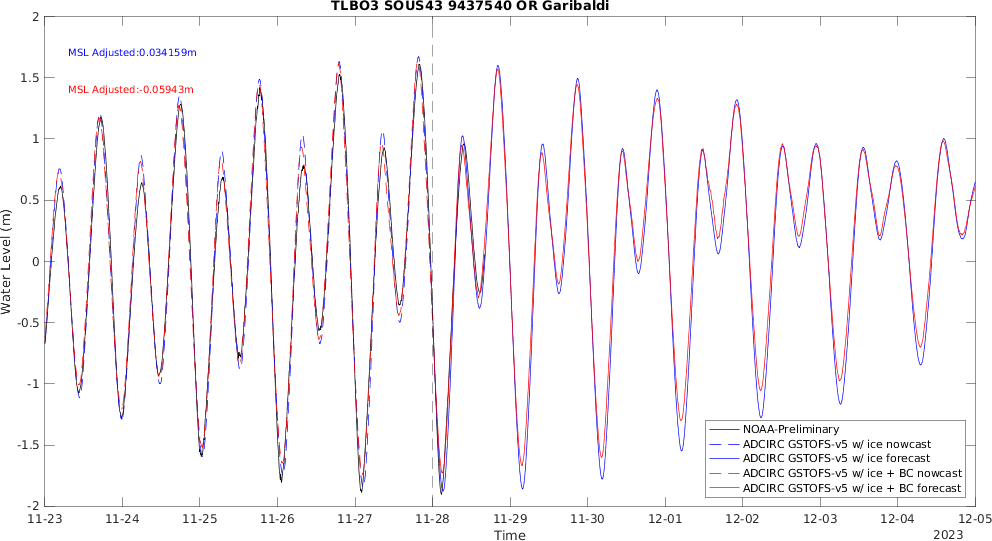 TLBO3 SOUS43 9437540 OR Garibaldi
MSL Adjusted:0.034159m
MSL Adjusted:-0.05943m
Water Level (m)
2
1.5
1
0.5
0
-0.5
-1
-1.5
-2
NOAA-Preliminary
ADCIRC GSTOFS-v5 w/ ice nowcast
ADCIRC GSTOFS-v5 w/ ice forecast
ADCIRC GSTOFS-v5 w/ ice + BC nowcast
ADCIRC GSTOFS-v5 w/ ice + BC forecast
11-23 11-24 11-25 11-26 11-27 11-28 11-29 11-30 12-01 12-02 12-03 12-04 12-05
Time
2023